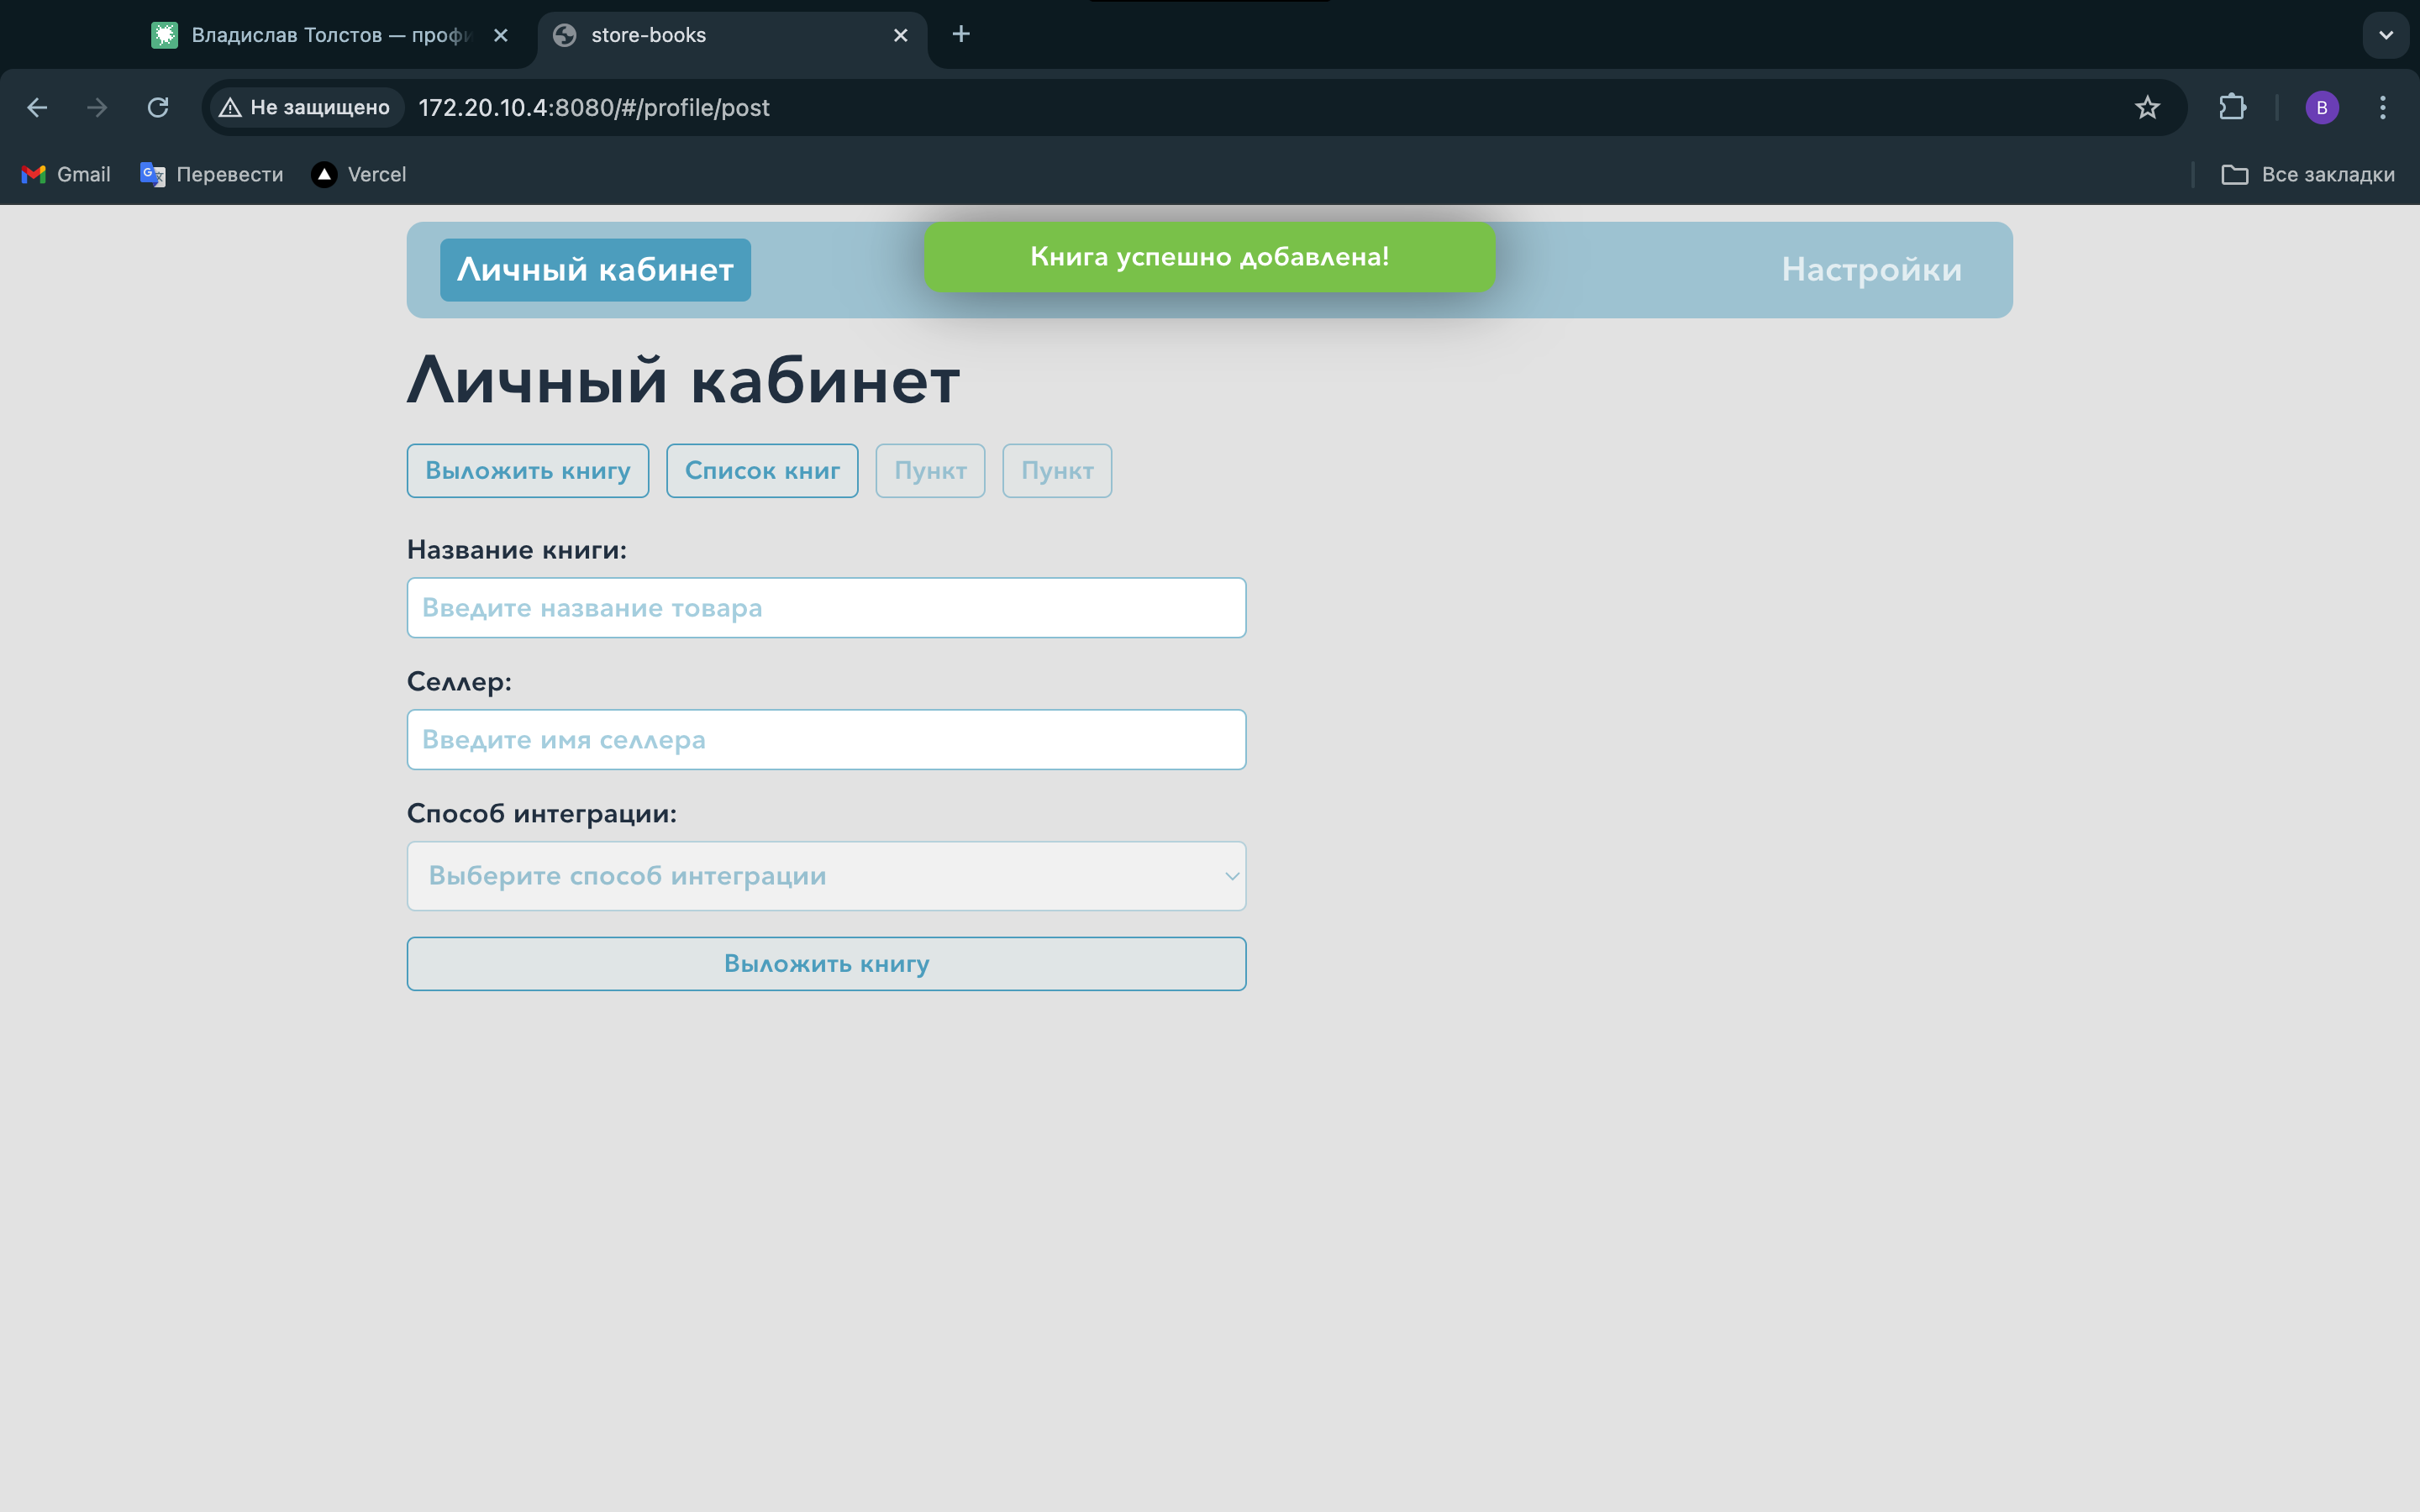 Владислав Толстов — профи
store-books
Не защищено
172.20.10.4:8080/#/profile/post
B
Gmail
Перевести
Vercel
Все закладки
Личный кабинет
Книга успешно добавлена!
Настройки
Личный кабинет
Выложить книгу
Список книг
Пункт
Пункт
Название книги:
Введите название товара
Селлер:
Введите имя селлера
Способ интеграции:
Выберите способ интеграции
Выложить книгу